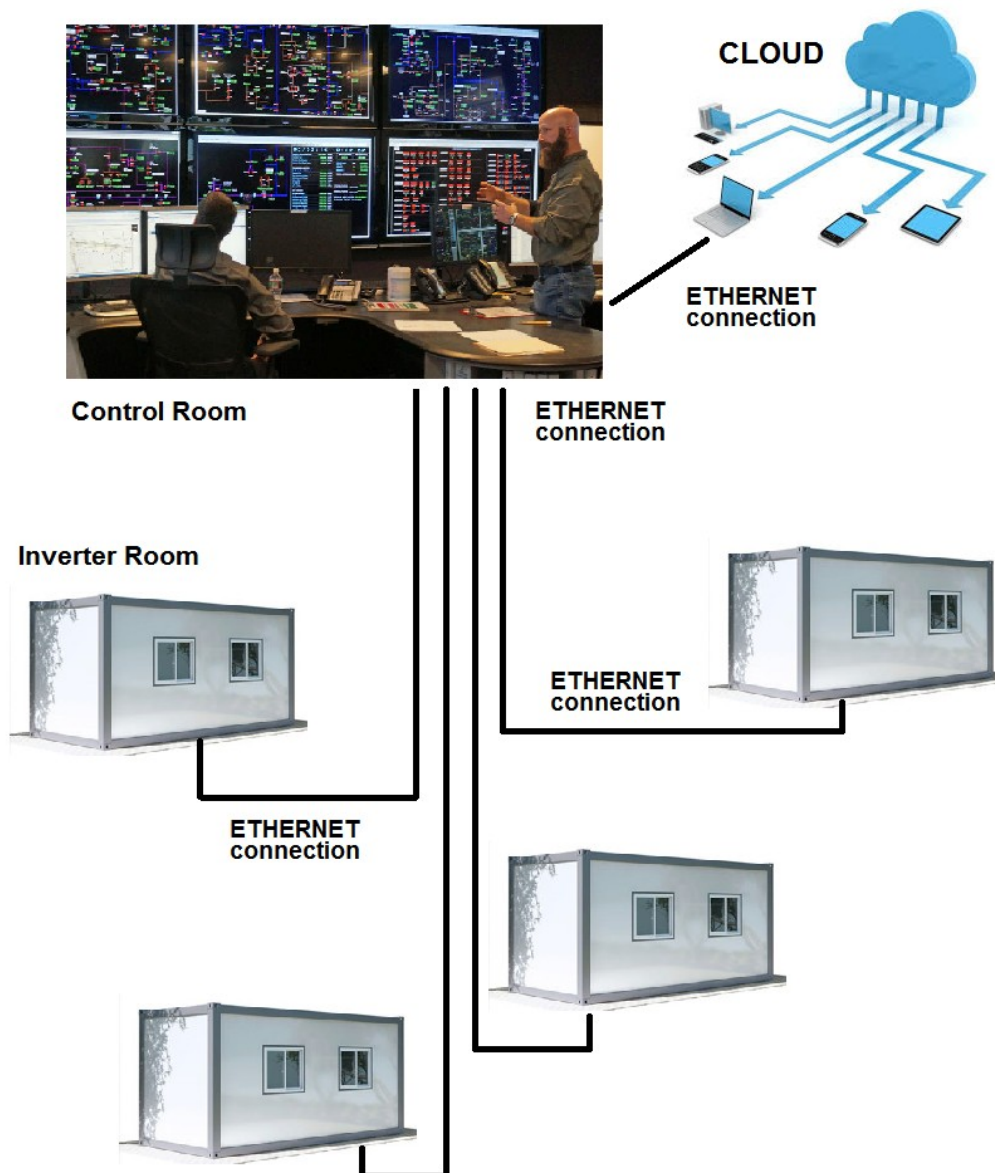 CLOUD
ETHERNET
connection
Control Room
ETHERNET
connection
Inverter Room
ETHERNET
connection
ETHERNET
connection